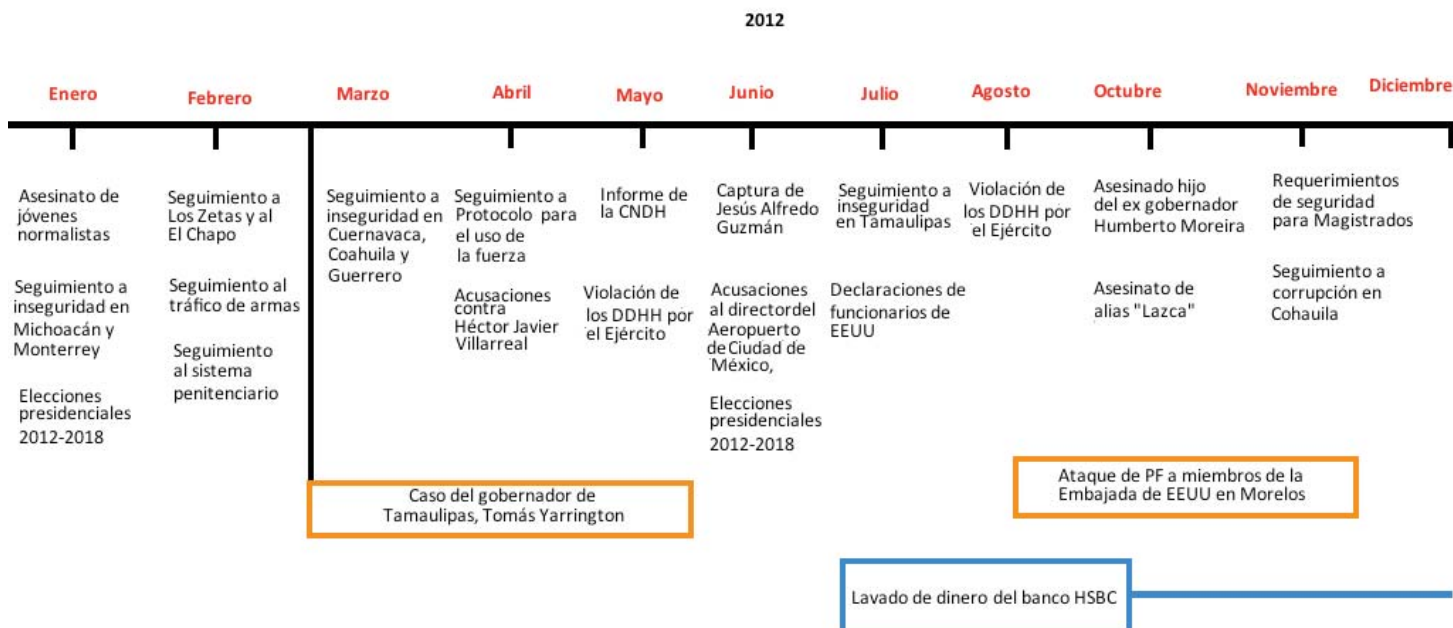 2012
Enero
Febrero
Marzo
Abril
Mayo
Junio
Julio
Agosto
Octubre
Noviembre
Diciembre
Asesinato de
jóvenes
normalistas
Seguimiento a
inseguridad en
Michoacán y
Monterrey
Elecciones
presidenciales
2012-2018
Seguimiento a
Los Zetas y al
El Chapo
Seguimiento al
tráfico de armas
Seguimiento
al sistema
penitenciario
Seguimiento a
inseguridad en
Cuernavaca,
Coahuila y
Guerrero
Seguimiento a
Protocolo para
el uso de
la fuerza
Acusaciones
contra
Héctor Javier
Villarreal
Informe de
la CNDH
Violación de
los DDHH por
el Ejército
Captura de
Jesús Alfredo
Guzmán
Acusaciones
al directordel
Aeropuerto
de Ciudad de
México,
Elecciones
presidenciales
2012-2018
Seguimiento a
inseguridad
en Tamaulipas
Declaraciones de
funcionarios de
EEUU
Violación de
los DDHH por
el Ejército
Asesinado hijo
del ex gobernador
Humberto Moreira
Asesinato de
alias "Lazca"
Requerimientos
de seguridad
para Magistrados
Seguimiento a
corrupción en
Cohauila
Caso del gobernador de
Tamaulipas, Tomás Yarrington
Ataque de PF a miembros de la
Embajada de EEUU en Morelos
Lavado de dinero del banco HSBC